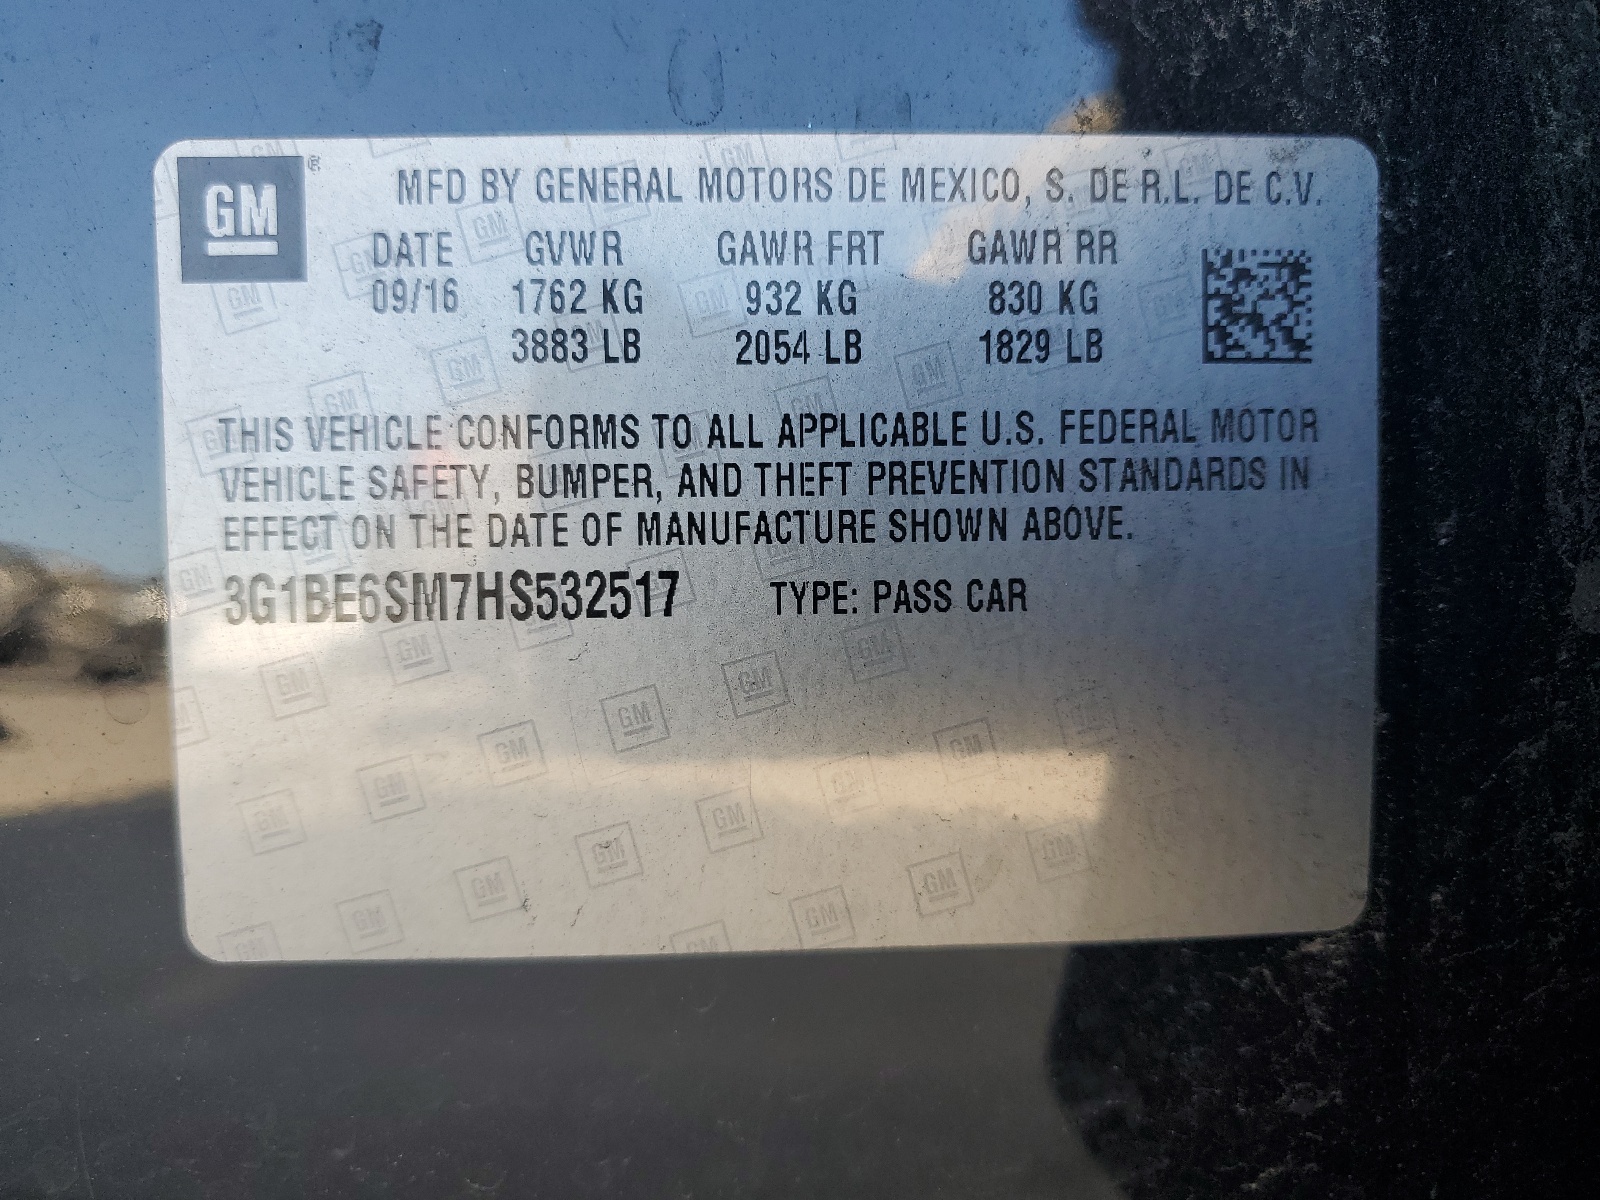 GM ® MFD BY GENERAL MOTORS DE MEXICO, S. DE R.L. DE C.V.
DATE GVWR GAWR FRT GAWR RR
09/16 1762 KG 932 KG 830 KG
3883 LB 2054 LB 1829 LB
THIS VEHICLE CONFORMS TO ALL APPLICABLE U.S. FEDERAL MOTOR
VEHICLE SAFETY, BUMPER, AND THEFT PREVENTION STANDARDS IN
EFFECT ON THE DATE OF MANUFACTURE SHOWN ABOVE.
3G1BE6SM7HS532517 TYPE: PASS CAR